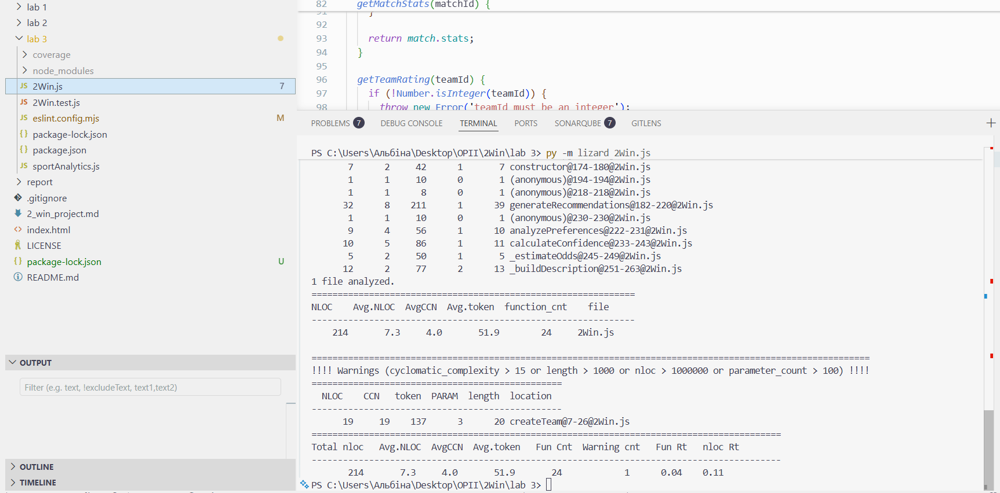 lab 1
lab 2
lab 3
coverage
node_modules
JS 2Win.js 7
JS 2Win.test.js
JS eslint.config.mjs M
{} package-lock.json
{} package.json
JS sportAnalytics.js
report
.gitignore
2_win_project.md
<> index.html
LICENSE
{} package-lock.json U
README.md
OUTPUT
Filter (e.g. text, !excludeText, text1,text2)
OUTLINE
TIMELINE
82 getMatchStats(matchId) {
91 }
92
93 return match.stats;
94 }
95
96 getTeamRating(teamId) {
97 if (!Number.isInteger(teamId)) {
98 throw new Error('teamId must be an integer');
PROBLEMS 7 DEBUG CONSOLE TERMINAL PORTS SONARQUBE 7 GITLENS
PS C:\Users\Альбіна\Desktop\ОРІІ\2Win\lab 3> py -m lizard 2Win.js
7 2 42 1 7 constructor@174-180@2Win.js
1 1 10 0 1 (anonymous)@194-194@2Win.js
1 1 8 0 1 (anonymous)@218-218@2Win.js
32 8 211 1 39 generateRecommendations@182-220@2Win.js
1 1 10 0 1 (anonymous)@230-230@2Win.js
9 4 56 1 10 analyzePreferences@222-231@2Win.js
10 5 86 1 11 calculateConfidence@233-243@2Win.js
5 2 50 1 5 _estimateOdds@245-249@2Win.js
12 2 77 2 13 _buildDescription@251-263@2Win.js
1 file analyzed.
==============================================================
NLOC Avg.NLOC AvgCCN Avg.token function_cnt file
--------------------------------------------------------------
214 7.3 4.0 51.9 24 2Win.js
===========================================================================================================
!!!! Warnings (cyclomatic_complexity > 15 or length > 1000 or nloc > 1000000 or parameter_count > 100) !!!!
================================================
NLOC CCN token PARAM length location
------------------------------------------------
19 19 137 3 20 createTeam@7-26@2Win.js
==========================================================================================
Total nloc Avg.NLOC AvgCCN Avg.token Fun Cnt Warning cnt Fun Rt nloc Rt
------------------------------------------------------------------------------------------
214 7.3 4.0 51.9 24 1 0.04 0.11
PS C:\Users\Альбіна\Desktop\ОРІІ\2Win\lab 3>